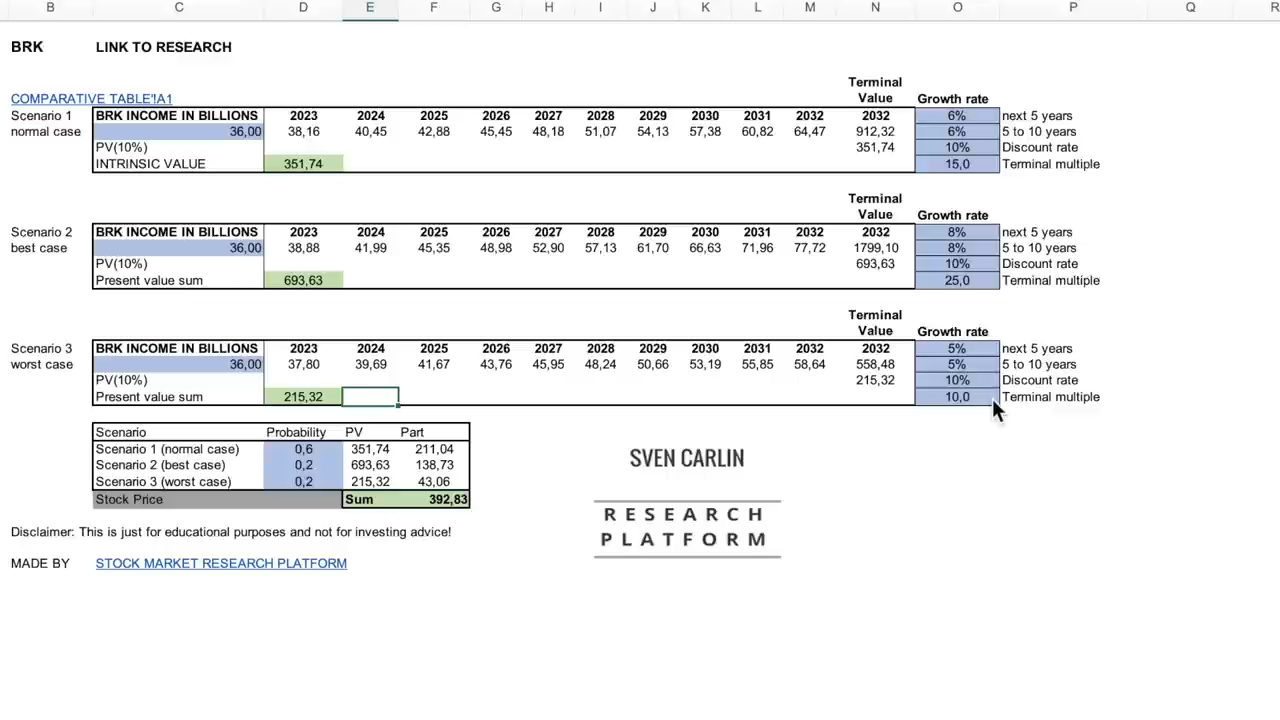 B C D E F G H I J K L M N O P Q R
BRK LINK TO RESEARCH
Terminal
COMPARATIVE TABLE'!A1 Value Growth rate
Scenario 1 BRK INCOME IN BILLIONS 2023 2024 2025 2026 2027 2028 2029 2030 2031 2032 2032 6% next 5 years
normal case 36,00 38,16 40,45 42,88 45,45 48,18 51,07 54,13 57,38 60,82 64,47 912,32 6% 5 to 10 years
PV(10%) 351,74 10% Discount rate
INTRINSIC VALUE 351,74 15,0 Terminal multiple
Terminal
Value Growth rate
Scenario 2 BRK INCOME IN BILLIONS 2023 2024 2025 2026 2027 2028 2029 2030 2031 2032 2032 8% next 5 years
best case 36,00 38,88 41,99 45,35 48,98 52,90 57,13 61,70 66,63 71,96 77,72 1799,10 8% 5 to 10 years
PV(10%) 693,63 10% Discount rate
Present value sum 693,63 25,0 Terminal multiple
Terminal
Value Growth rate
Scenario 3 BRK INCOME IN BILLIONS 2023 2024 2025 2026 2027 2028 2029 2030 2031 2032 2032 5% next 5 years
worst case 36,00 37,80 39,69 41,67 43,76 45,95 48,24 50,66 53,19 55,85 58,64 558,48 5% 5 to 10 years
PV(10%) 215,32 10% Discount rate
Present value sum 215,32 10,0 Terminal multiple
Scenario Probability PV Part
Scenario 1 (normal case) 0,6 351,74 211,04
Scenario 2 (best case) 0,2 693,63 138,73
Scenario 3 (worst case) 0,2 215,32 43,06
Stock Price Sum 392,83
SVEN CARLIN
RESEARCH
PLATFORM
Disclaimer: This is just for educational purposes and not for investing advice!
MADE BY STOCK MARKET RESEARCH PLATFORM